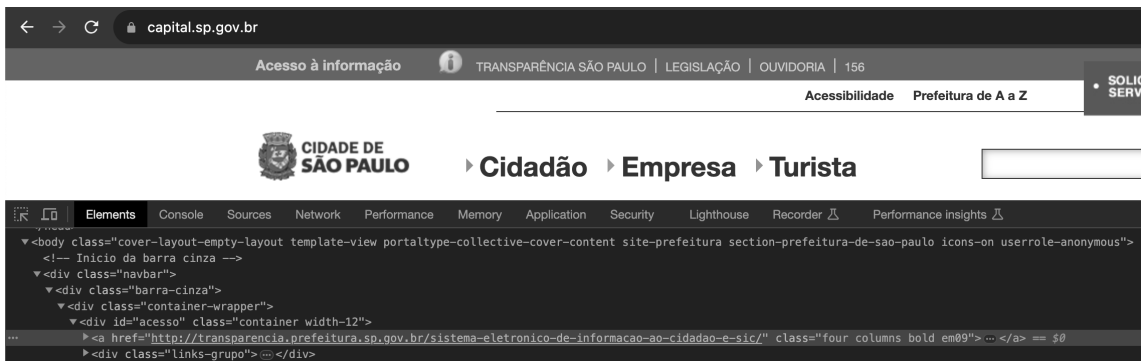 capital.sp.gov.br
Acesso à informação TRANSPARÊNCIA SÃO PAULO | LEGISLAÇÃO | OUVIDORIA | 156
Acessibilidade Prefeitura de A a Z
CIDADE DE
SÃO PAULO
Cidadão Empresa Turista
Elements Console Sources Network Performance Memory Application Security Lighthouse Recorder Performance insights
<body class="cover-layout-empty-layout template-view portaltype-collective-cover-content site-prefeitura section-prefeitura-de-sao-paulo icons-on userrole-anonymous">
<!-- Inicio da barra cinza -->
<div class="navbar">
<div class="barra-cinza">
<div class="container-wrapper">
<div id="acesso" class="container width-12">
<a href="http://transparencia.prefeitura.sp.gov.br/sistema-eletronico-de-informacao-ao-cidadao-e-sic/" class="four columns bold em09">…</a> == $0
<div class="links-grupo">…</div>